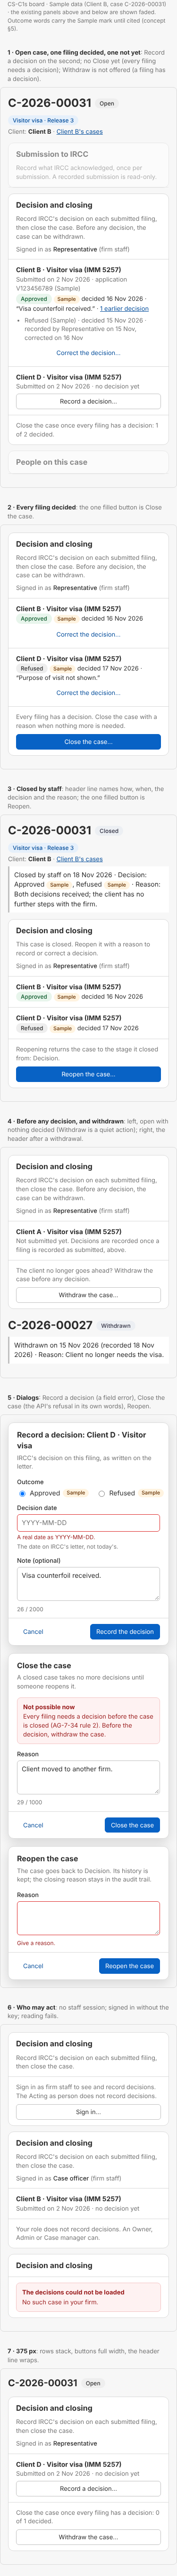 CS-C1s board · Sample data (Client B, case C-2026-00031)
· the existing panels above and below are shown faded.
Outcome words carry the Sample mark until cited (concept
§5).
1 · Open case, one filing decided, one not yet: Record
a decision on the second; no Close yet (every filing
needs a decision); Withdraw is not offered (a filing has
a decision).
C-2026-00031 Open
Visitor visa · Release 3
Client: Client B · Client B's cases
Submission to IRCC
Record what IRCC acknowledged, once per
submission. A recorded submission is read-only.
Decision and closing
Record IRCC's decision on each submitted filing,
then close the case. Before any decision, the
case can be withdrawn.
Signed in as Representative (firm staff)
Client B · Visitor visa (IMM 5257)
Submitted on 2 Nov 2026 · application
V123456789 (Sample)
Approved Sample decided 16 Nov 2026 ·
“Visa counterfoil received.” · 1 earlier decision
• Refused (Sample) · decided 15 Nov 2026 ·
recorded by Representative on 15 Nov,
corrected on 16 Nov
Correct the decision…
Client D · Visitor visa (IMM 5257)
Submitted on 2 Nov 2026 · no decision yet
Record a decision…
Close the case once every filing has a decision: 1
of 2 decided.
People on this case
2 · Every filing decided: the one filled button is Close
the case.
Decision and closing
Record IRCC's decision on each submitted filing,
then close the case. Before any decision, the
case can be withdrawn.
Signed in as Representative (firm staff)
Client B · Visitor visa (IMM 5257)
Approved Sample decided 16 Nov 2026
Correct the decision…
Client D · Visitor visa (IMM 5257)
Refused Sample decided 17 Nov 2026 ·
“Purpose of visit not shown.”
Correct the decision…
Every filing has a decision. Close the case with a
reason when nothing more is needed.
Close the case…
3 · Closed by staff: header line names how, when, the
decision and the reason; the one filled button is
Reopen.
C-2026-00031 Closed
Visitor visa · Release 3
Client: Client B · Client B's cases
Closed by staff on 18 Nov 2026 · Decision:
Approved Sample , Refused Sample · Reason:
Both decisions received; the client has no
further steps with the firm.
Decision and closing
This case is closed. Reopen it with a reason to
record or correct a decision.
Signed in as Representative (firm staff)
Client B · Visitor visa (IMM 5257)
Approved Sample decided 16 Nov 2026
Client D · Visitor visa (IMM 5257)
Refused Sample decided 17 Nov 2026
Reopening returns the case to the stage it closed
from: Decision.
Reopen the case…
4 · Before any decision, and withdrawn: left, open with
nothing decided (Withdraw is a quiet action); right, the
header after a withdrawal.
Decision and closing
Record IRCC's decision on each submitted filing,
then close the case. Before any decision, the
case can be withdrawn.
Signed in as Representative (firm staff)
Client A · Visitor visa (IMM 5257)
Not submitted yet. Decisions are recorded once a
filing is recorded as submitted, above.
The client no longer goes ahead? Withdraw the
case before any decision.
Withdraw the case…
C-2026-00027 Withdrawn
Withdrawn on 15 Nov 2026 (recorded 18 Nov
2026) · Reason: Client no longer needs the visa.
5 · Dialogs: Record a decision (a field error), Close the
case (the API's refusal in its own words), Reopen.
Record a decision: Client D · Visitor
visa
IRCC's decision on this filing, as written on the
letter.
Outcome
Approved Sample Refused Sample
Decision date
YYYY-MM-DD
A real date as YYYY-MM-DD.
The date on IRCC's letter, not today's.
Note (optional)
Visa counterfoil received.
26 / 2000
Cancel Record the decision
Close the case
A closed case takes no more decisions until
someone reopens it.
Not possible now
Every filing needs a decision before the case
is closed (AG-7-34 rule 2). Before the
decision, withdraw the case.
Reason
Client moved to another firm.
29 / 1000
Cancel Close the case
Reopen the case
The case goes back to Decision. Its history is
kept; the closing reason stays in the audit trail.
Reason
Give a reason.
Cancel Reopen the case
6 · Who may act: no staff session; signed in without the
key; reading fails.
Decision and closing
Record IRCC's decision on each submitted filing,
then close the case.
Sign in as firm staff to see and record decisions.
The Acting as person does not record decisions.
Sign in…
Decision and closing
Record IRCC's decision on each submitted filing,
then close the case.
Signed in as Case officer (firm staff)
Client B · Visitor visa (IMM 5257)
Submitted on 2 Nov 2026 · no decision yet
Your role does not record decisions. An Owner,
Admin or Case manager can.
Decision and closing
The decisions could not be loaded
No such case in your firm.
7 · 375 px: rows stack, buttons full width, the header
line wraps.
C-2026-00031 Open
Decision and closing
Record IRCC's decision on each submitted filing,
then close the case.
Signed in as Representative
Client D · Visitor visa (IMM 5257)
Submitted on 2 Nov 2026 · no decision yet
Record a decision…
Close the case once every filing has a decision: 0
of 1 decided.
Withdraw the case…